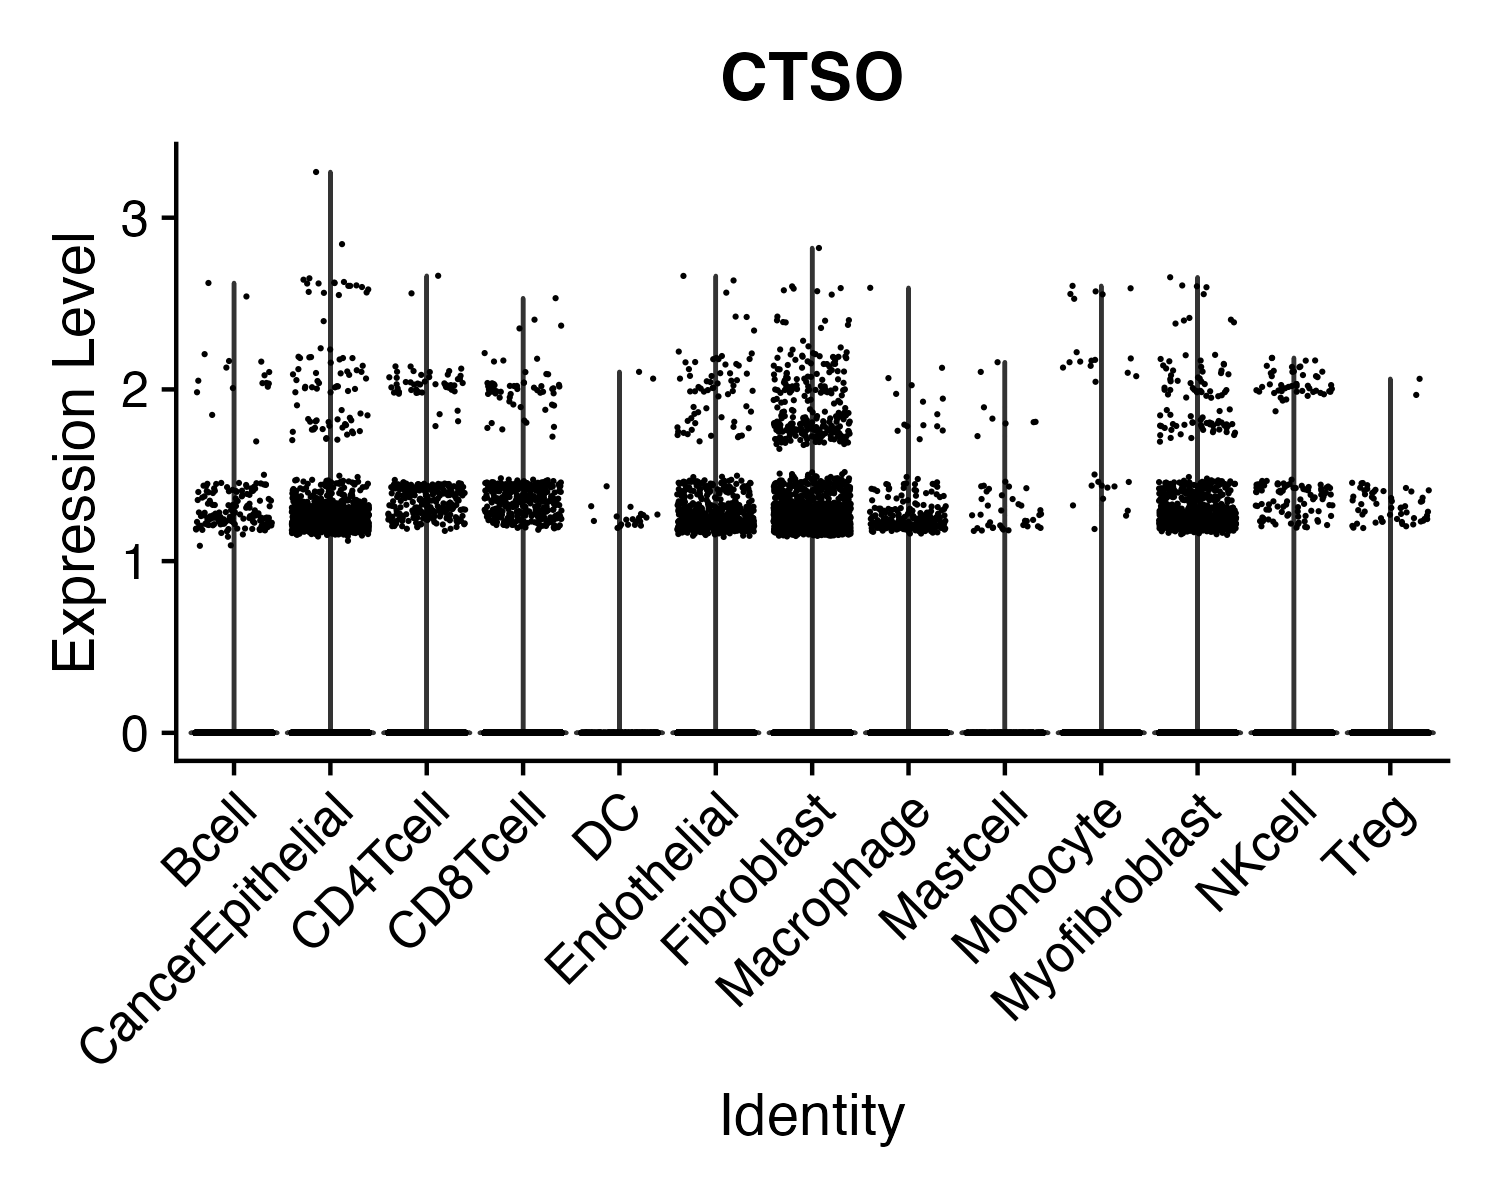 CTSO
Expression Level
3
2
1
0
Bcell
CancerEpithelial
CD4Tcell
CD8Tcell
DC
Endothelial
Fibroblast
Macrophage
Mastcell
Monocyte
Myofibroblast
NKcell
Treg
Identity